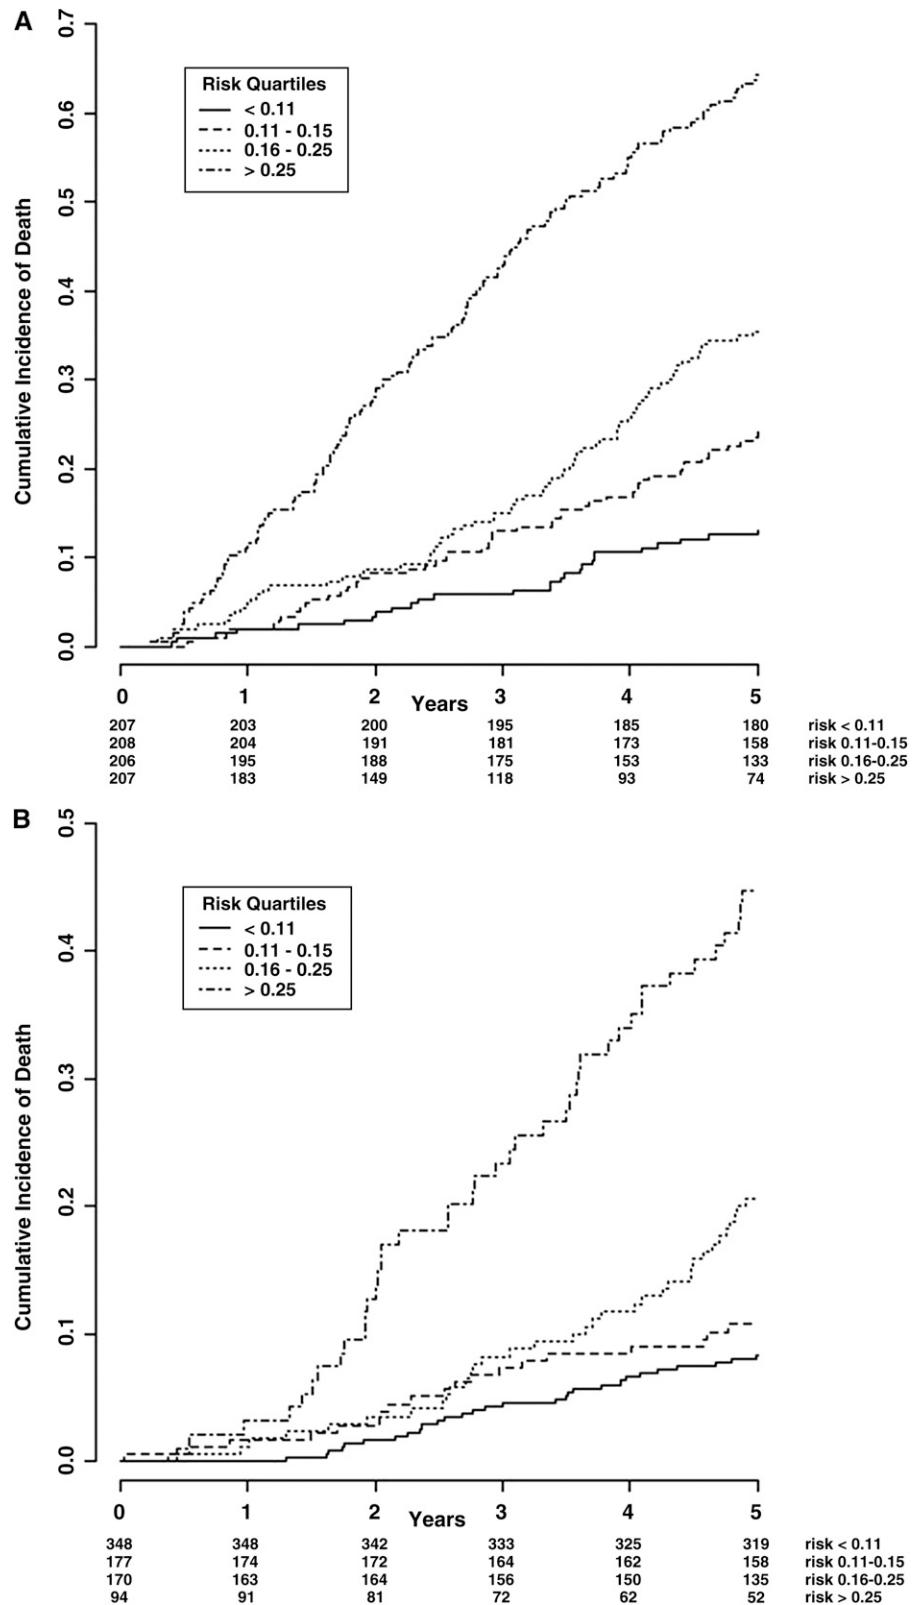 A
0.7
0.6
0.5
0.4
0.3
0.2
0.1
0.0
Cumulative Incidence of Death
Risk Quartiles
< 0.11
0.11 - 0.15
0.16 - 0.25
> 0.25
0 1 2 3 4 5
Years
207 203 200 195 185 180 risk < 0.11
208 204 191 181 173 158 risk 0.11-0.15
206 195 188 175 153 133 risk 0.16-0.25
207 183 149 118 93 74 risk > 0.25
B
0.5
0.4
0.3
0.2
0.1
0.0
Cumulative Incidence of Death
Risk Quartiles
< 0.11
0.11 - 0.15
0.16 - 0.25
> 0.25
0 1 2 3 4 5
Years
348 348 342 333 325 319 risk < 0.11
177 174 172 164 162 158 risk 0.11-0.15
170 163 164 156 150 135 risk 0.16-0.25
94 91 81 72 62 52 risk > 0.25